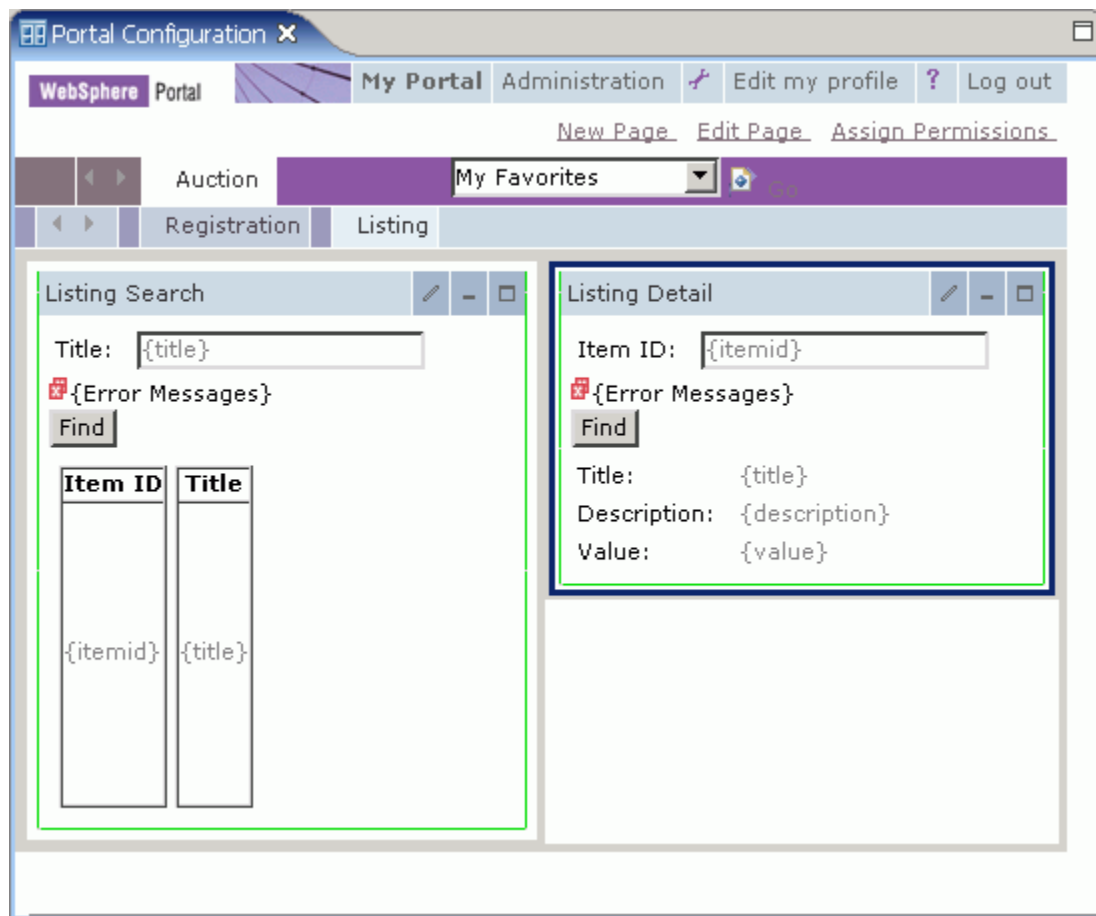 Portal Configuration
WebSphere Portal My Portal Administration Edit my profile ? Log out
New Page Edit Page Assign Permissions
Auction My Favorites Go
Registration Listing
Listing Search
Title: {title}
{Error Messages}
Find
Item ID Title
{itemid} {title}
Listing Detail
Item ID: {itemid}
{Error Messages}
Find
Title: {title}
Description: {description}
Value: {value}